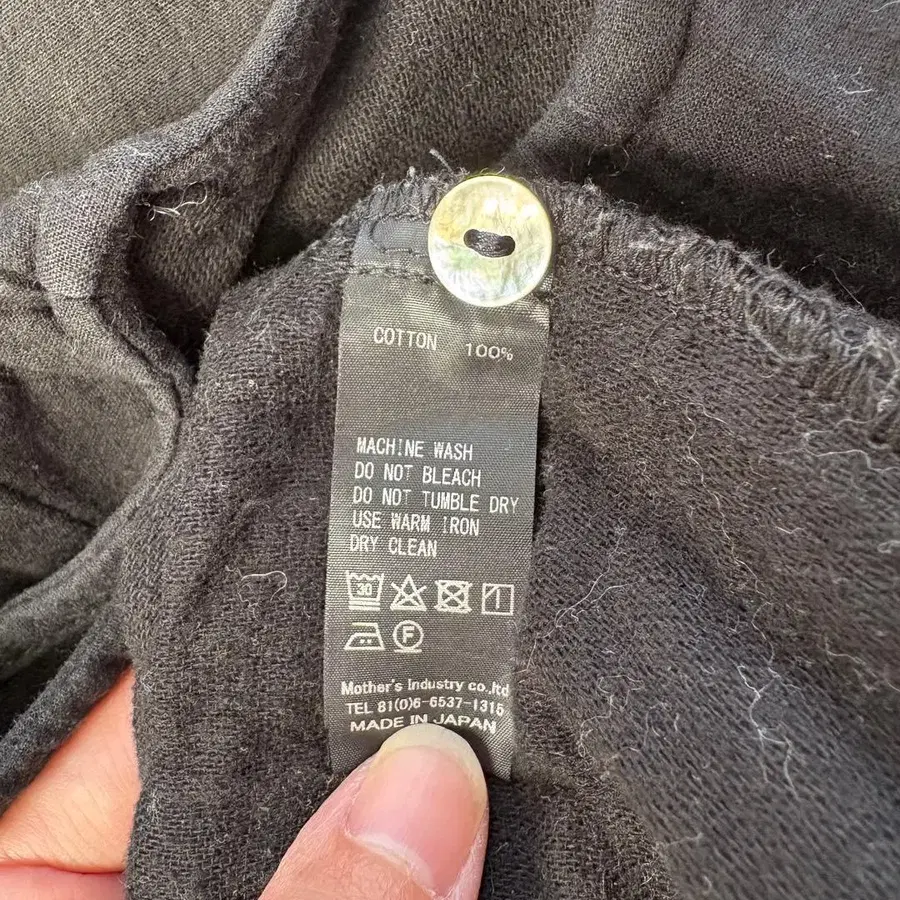 COTTON 100%
MACHINE WASH
DO NOT BLEACH
DO NOT TUMBLE DRY
USE WARM IRON
DRY CLEAN
30
F
Mother's Industry co.,ltd
TEL 81(0)6-6537-1315
MADE IN JAPAN